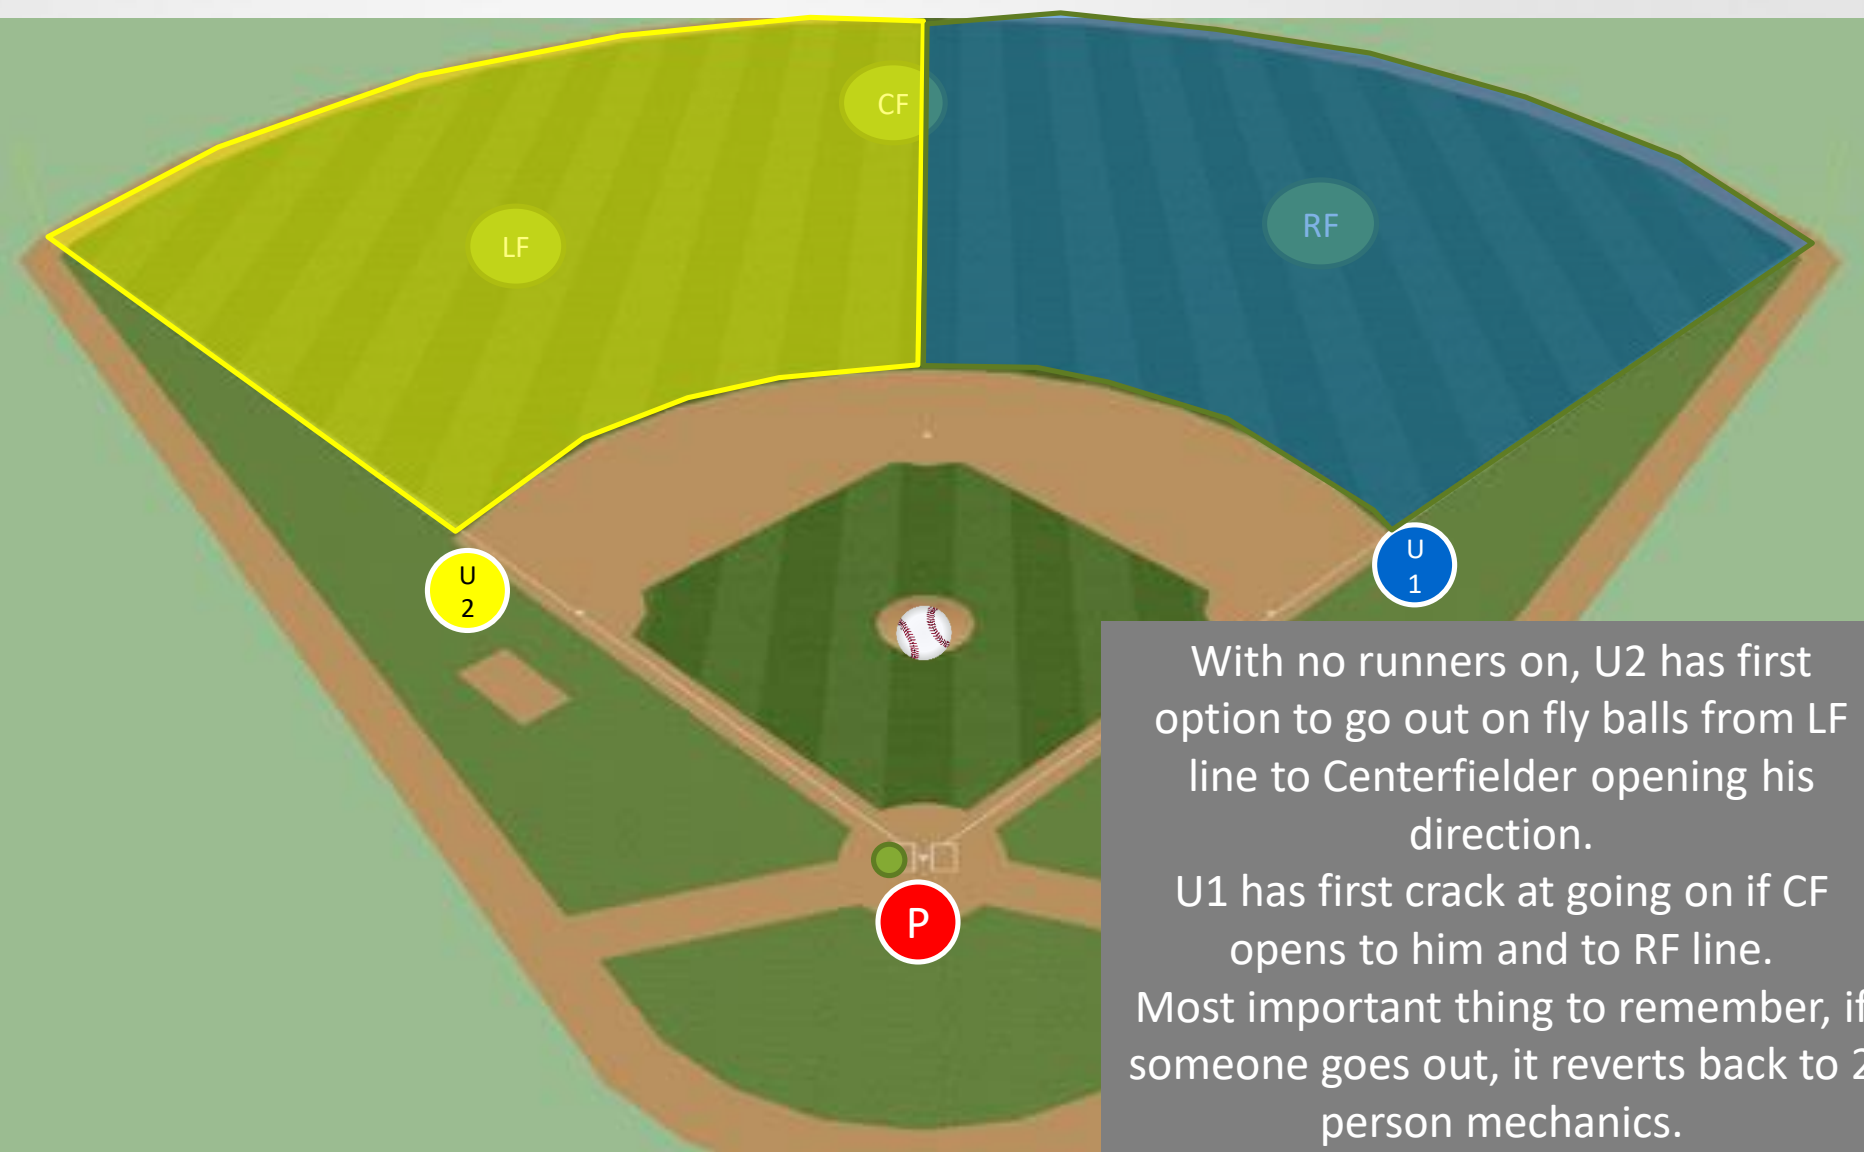 CF
LF
RF
U
2
U
1
P
With no runners on, U2 has first
option to go out on fly balls from LF
line to Centerfielder opening his
direction.
U1 has first crack at going on if CF
opens to him and to RF line.
Most important thing to remember, if
someone goes out, it reverts back to 2
person mechanics.